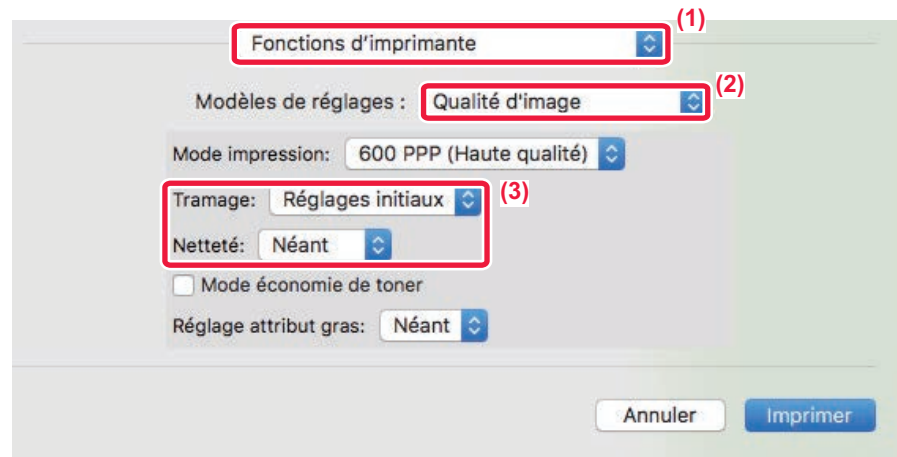 (1)
Fonctions d'imprimante
(2)
Modèles de réglages : Qualité d'image
Mode impression: 600 PPP (Haute qualité)
Tramage: Réglages initiaux (3)
Netteté: Néant
Mode économie de toner
Réglage attribut gras: Néant
Annuler Imprimer